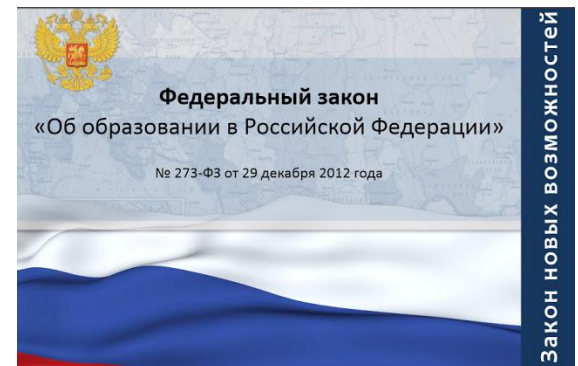 Федеральный закон
«Об образовании в Российской Федерации»
№ 273-ФЗ от 29 декабря 2012 года
Закон новых возможностей